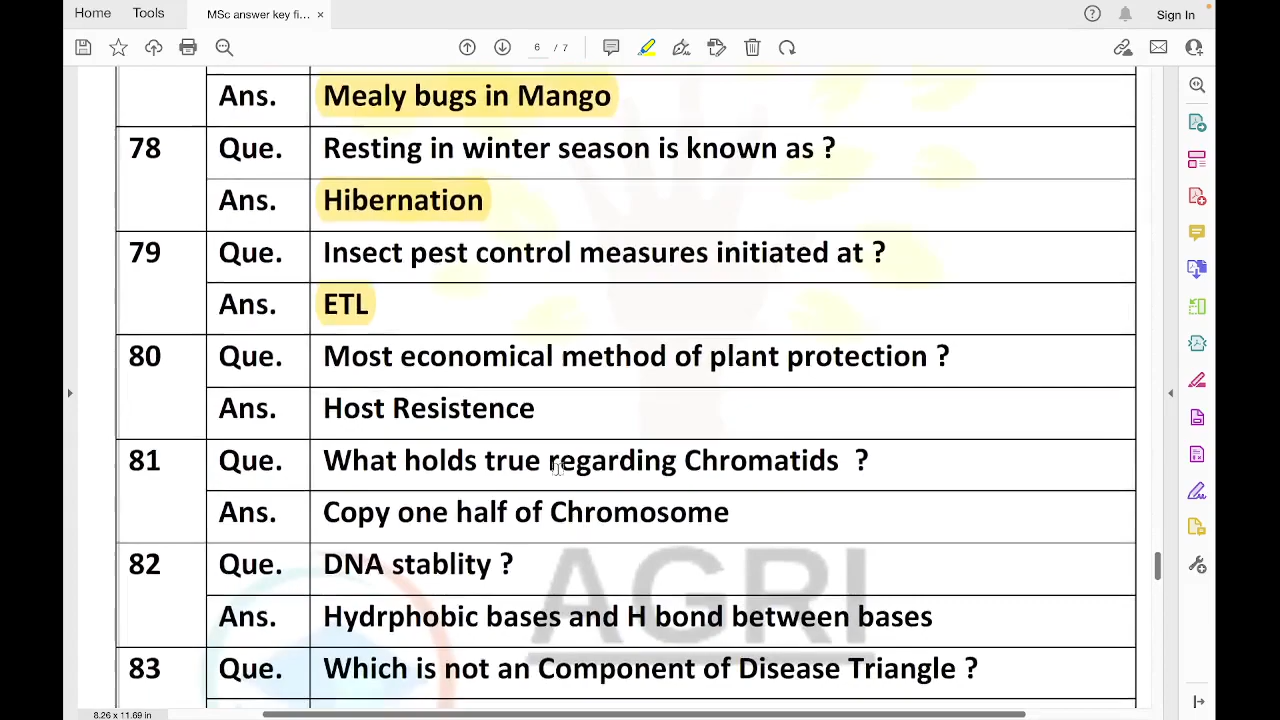 Home Tools MSc answer key fi... × Sign In
6 / 7
Ans. Mealy bugs in Mango
78 Que. Resting in winter season is known as ?
Ans. Hibernation
79 Que. Insect pest control measures initiated at ?
Ans. ETL
80 Que. Most economical method of plant protection ?
Ans. Host Resistence
81 Que. What holds true regarding Chromatids ?
Ans. Copy one half of Chromosome
82 Que. DNA stablity ?
Ans. Hydrphobic bases and H bond between bases
AGRI
83 Que. Which is not an Component of Disease Triangle ?
8.26 x 11.69 in